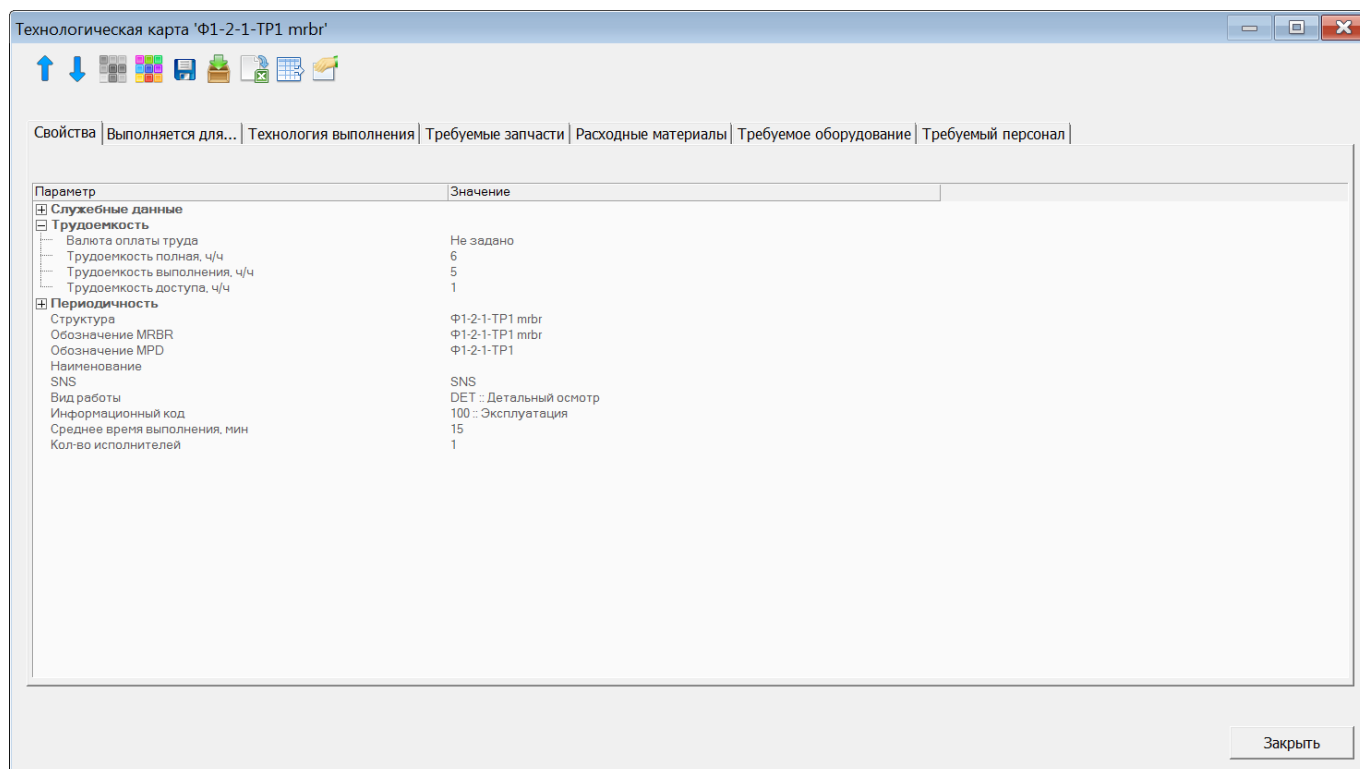 Технологическая карта 'Ф1-2-1-ТР1 mrbr'
Свойства Выполняется для... Технология выполнения Требуемые запчасти Расходные материалы Требуемое оборудование Требуемый персонал
Параметр Значение
Служебные данные
Трудоемкость
Валюта оплаты труда Не задано
Трудоемкость полная, ч/ч 6
Трудоемкость выполнения, ч/ч 5
Трудоемкость доступа, ч/ч 1
Периодичность
Структура Ф1-2-1-ТР1 mrbr
Обозначение MRBR Ф1-2-1-ТР1 mrbr
Обозначение MPD Ф1-2-1-ТР1
Наименование
SNS SNS
Вид работы DET :: Детальный осмотр
Информационный код 100 :: Эксплуатация
Среднее время выполнения, мин 15
Кол-во исполнителей 1
Закрыть